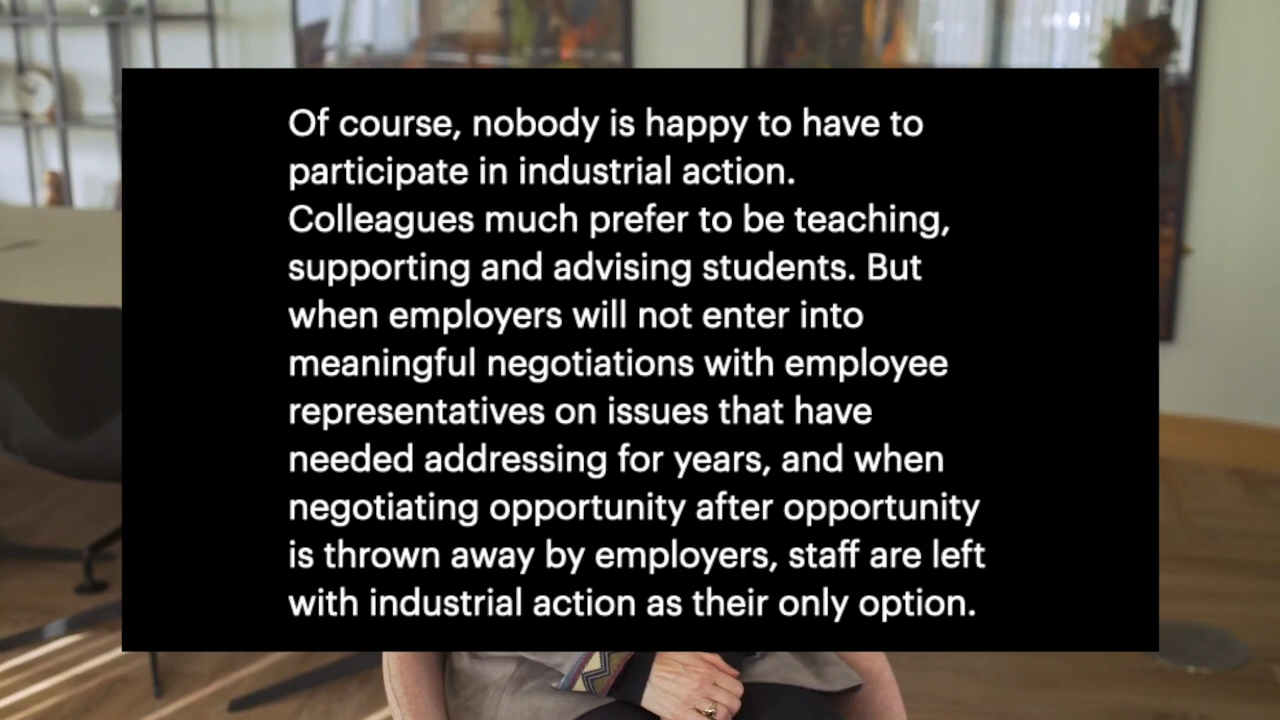 Of course, nobody is happy to have to
participate in industrial action.
Colleagues much prefer to be teaching,
supporting and advising students. But
when employers will not enter into
meaningful negotiations with employee
representatives on issues that have
needed addressing for years, and when
negotiating opportunity after opportunity
is thrown away by employers, staff are left
with industrial action as their only option.